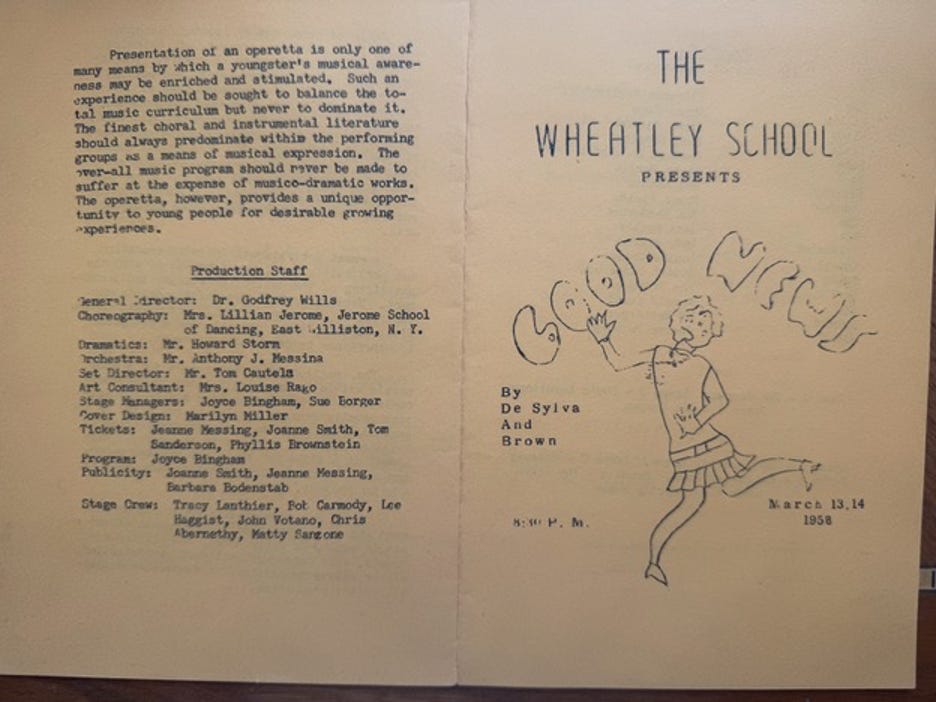 Presentation of an operetta is only one of
many means by which a youngster's musical aware-
ness may be enriched and stimulated. Such an
experience should be sought to balance the to-
tal music curriculum but never to dominate it.
The finest choral and instrumental literature
should always predominate within the performing
groups as a means of musical expression. The
over-all music program should never be made to
suffer at the expense of musico-dramatic works.
The operetta, however, provides a unique oppor-
tunity to young people for desirable growing
experiences.
Production Staff
General Director: Dr. Godfrey Wills
Choreography: Mrs. Lillian Jerome, Jerome School
of Dancing, East Williston, N. Y.
Dramatics: Mr. Howard Storm
Orchestra: Mr. Anthony J. Messina
Set Director: Mr. Tom Cautela
Art Consultant: Mrs. Louise Rago
Stage Managers: Joyce Bingham, Sue Borger
Cover Design: Marilyn Miller
Tickets: Jeanne Messing, Joanne Smith, Tom
Sanderson, Phyllis Brownstein
Program: Joyce Bingham
Publicity: Joanne Smith, Jeanne Messing,
Barbara Bodenstab
Stage Crew: Tracy Lanthier, Bob Carmody, Lee
Haggist, John Votano, Chris
Abernethy, Matty Sanzone
THE
WHEATLEY SCHOOL
PRESENTS
GOOD NEWS
By
De Sylva
And
Brown
8:30 P. M.
March 13,14
1958